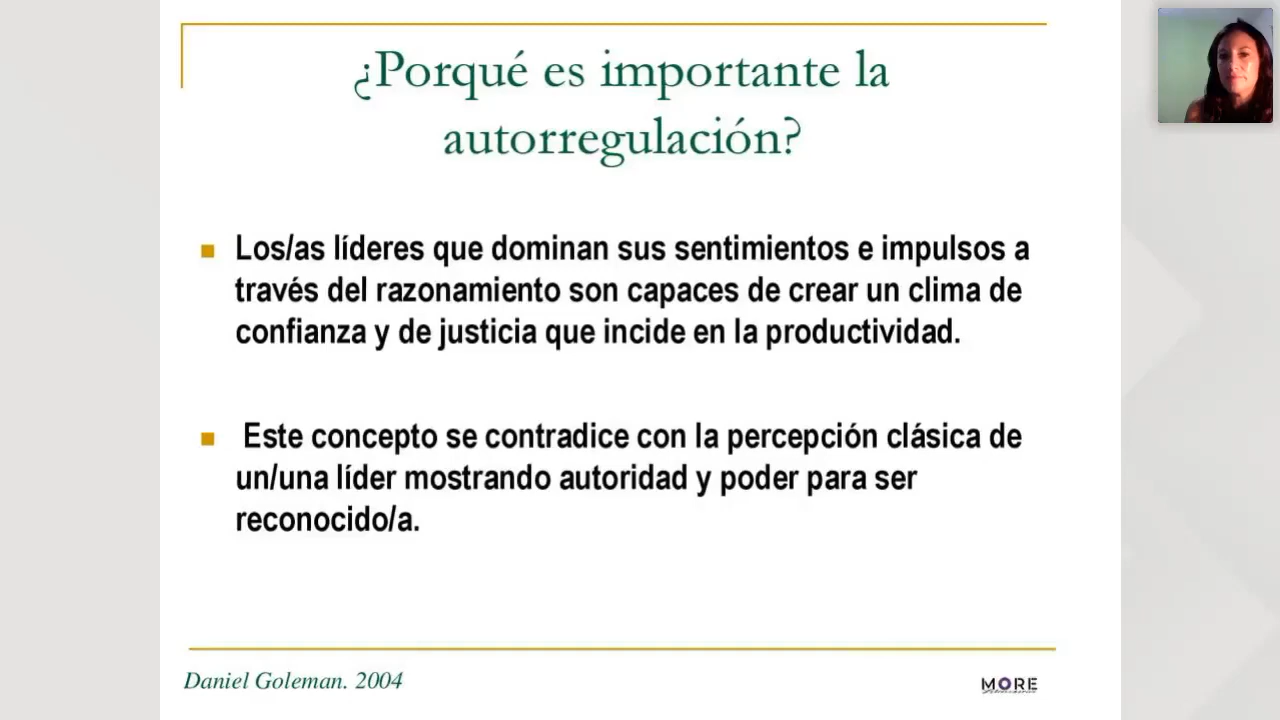 ¿Porqué es importante la
autorregulación?
Los/as líderes que dominan sus sentimientos e impulsos a
través del razonamiento son capaces de crear un clima de
confianza y de justicia que incide en la productividad.
Este concepto se contradice con la percepción clásica de
un/una líder mostrando autoridad y poder para ser
reconocido/a.
Daniel Goleman. 2004
MORE